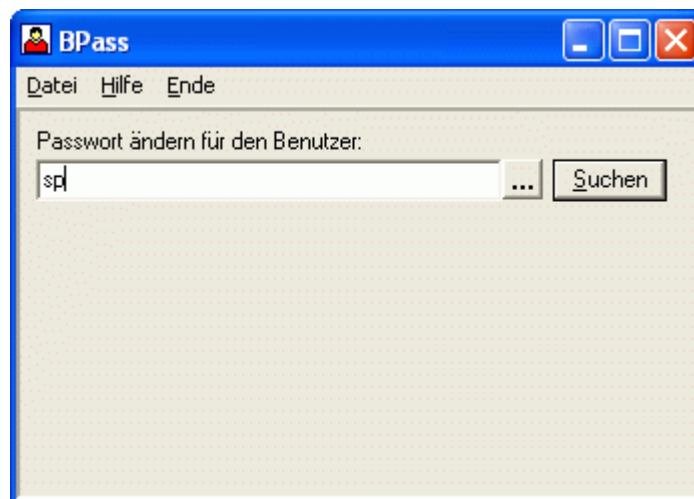 BPass
Datei Hilfe Ende
Passwort ändern für den Benutzer:
sp ... Suchen